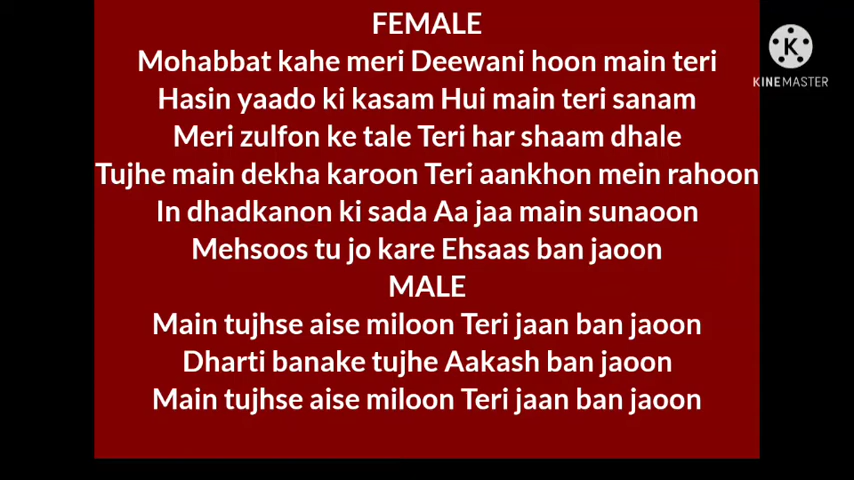 FEMALE
Mohabbat kahe meri Deewani hoon main teri
Hasin yaado ki kasam Hui main teri sanam
Meri zulfon ke tale Teri har shaam dhale
Tujhe main dekha karoon Teri aankhon mein rahoon
In dhadkanon ki sada Aa jaa main sunaoon
Mehsoos tu jo kare Ehsaas ban jaoon
MALE
Main tujhse aise miloon Teri jaan ban jaoon
Dharti banake tujhe Aakash ban jaoon
Main tujhse aise miloon Teri jaan ban jaoon
K
KINEMASTER